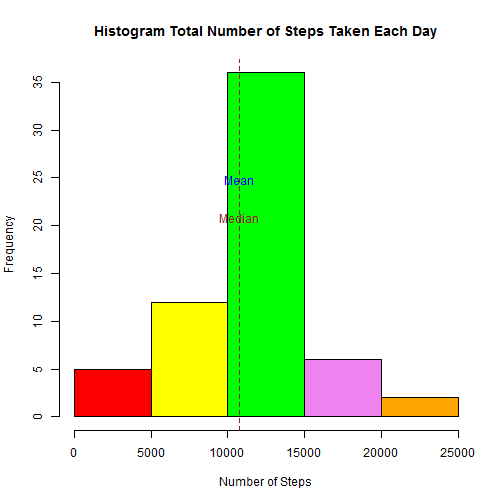 Histogram Total Number of Steps Taken Each Day
Frequency
35
30
25
20
15
10
5
0
Mean
Median
0 5000 10000 15000 20000 25000
Number of Steps